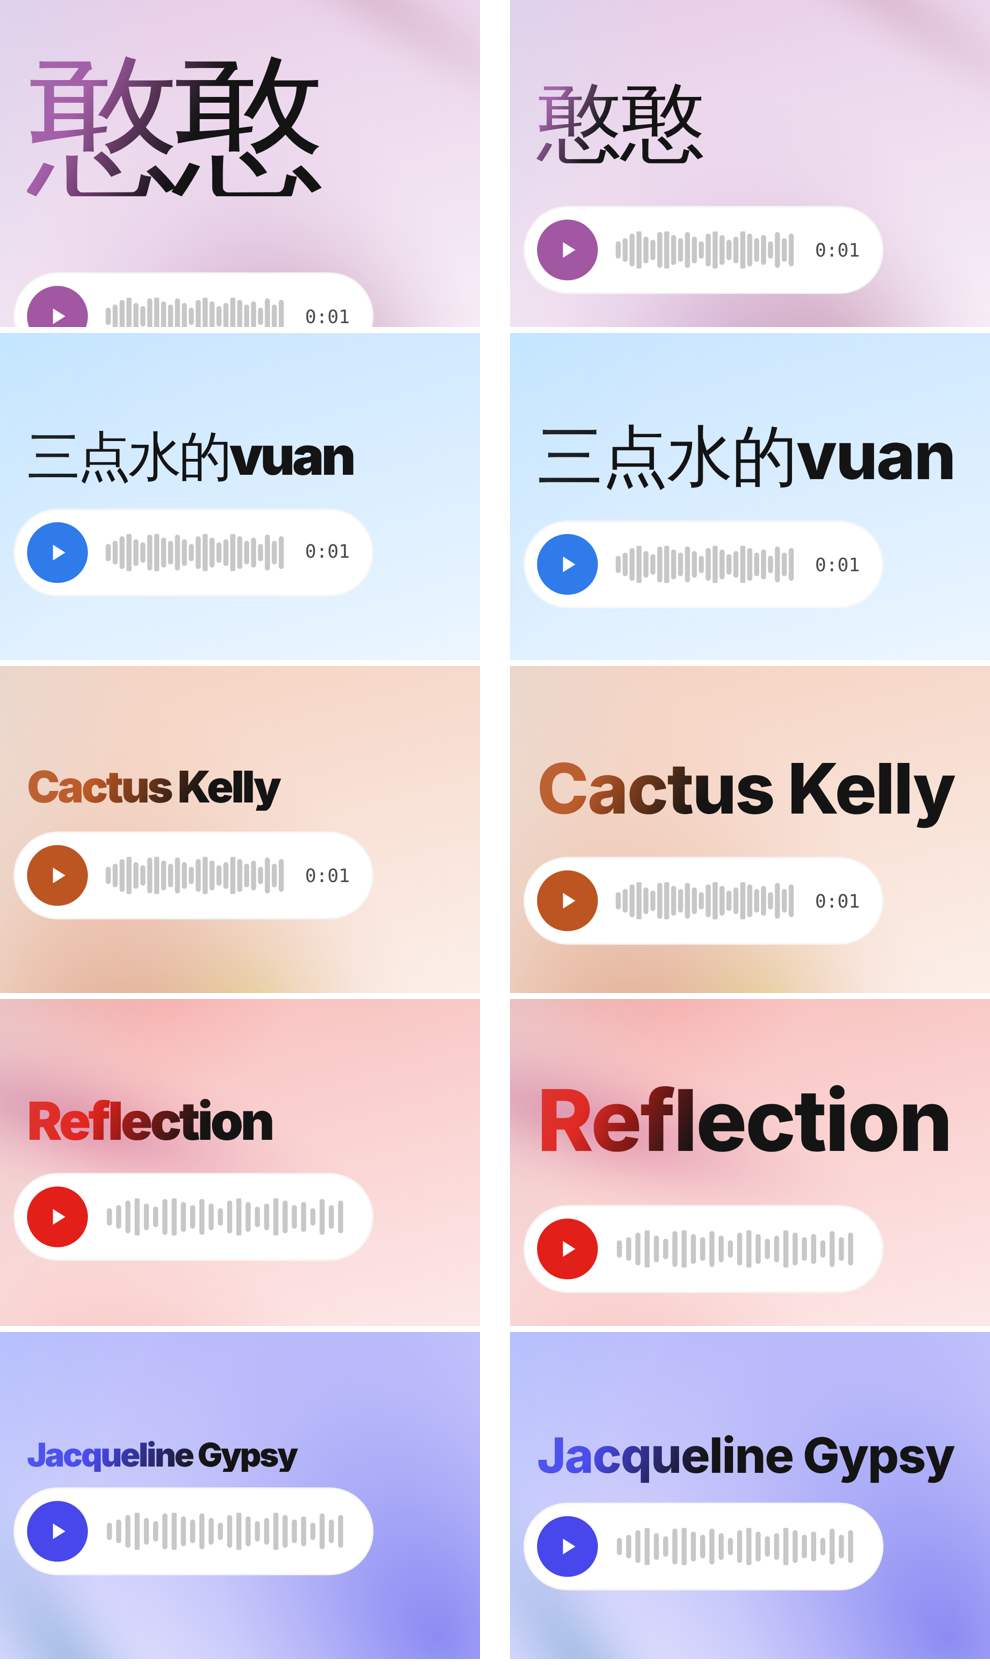 憨憨
0:01
憨憨
0:01
三点水的vuan
0:01
三点水的vuan
0:01
Cactus Kelly
0:01
Cactus Kelly
0:01
Reflection
Reflection
Jacqueline Gypsy
Jacqueline Gypsy